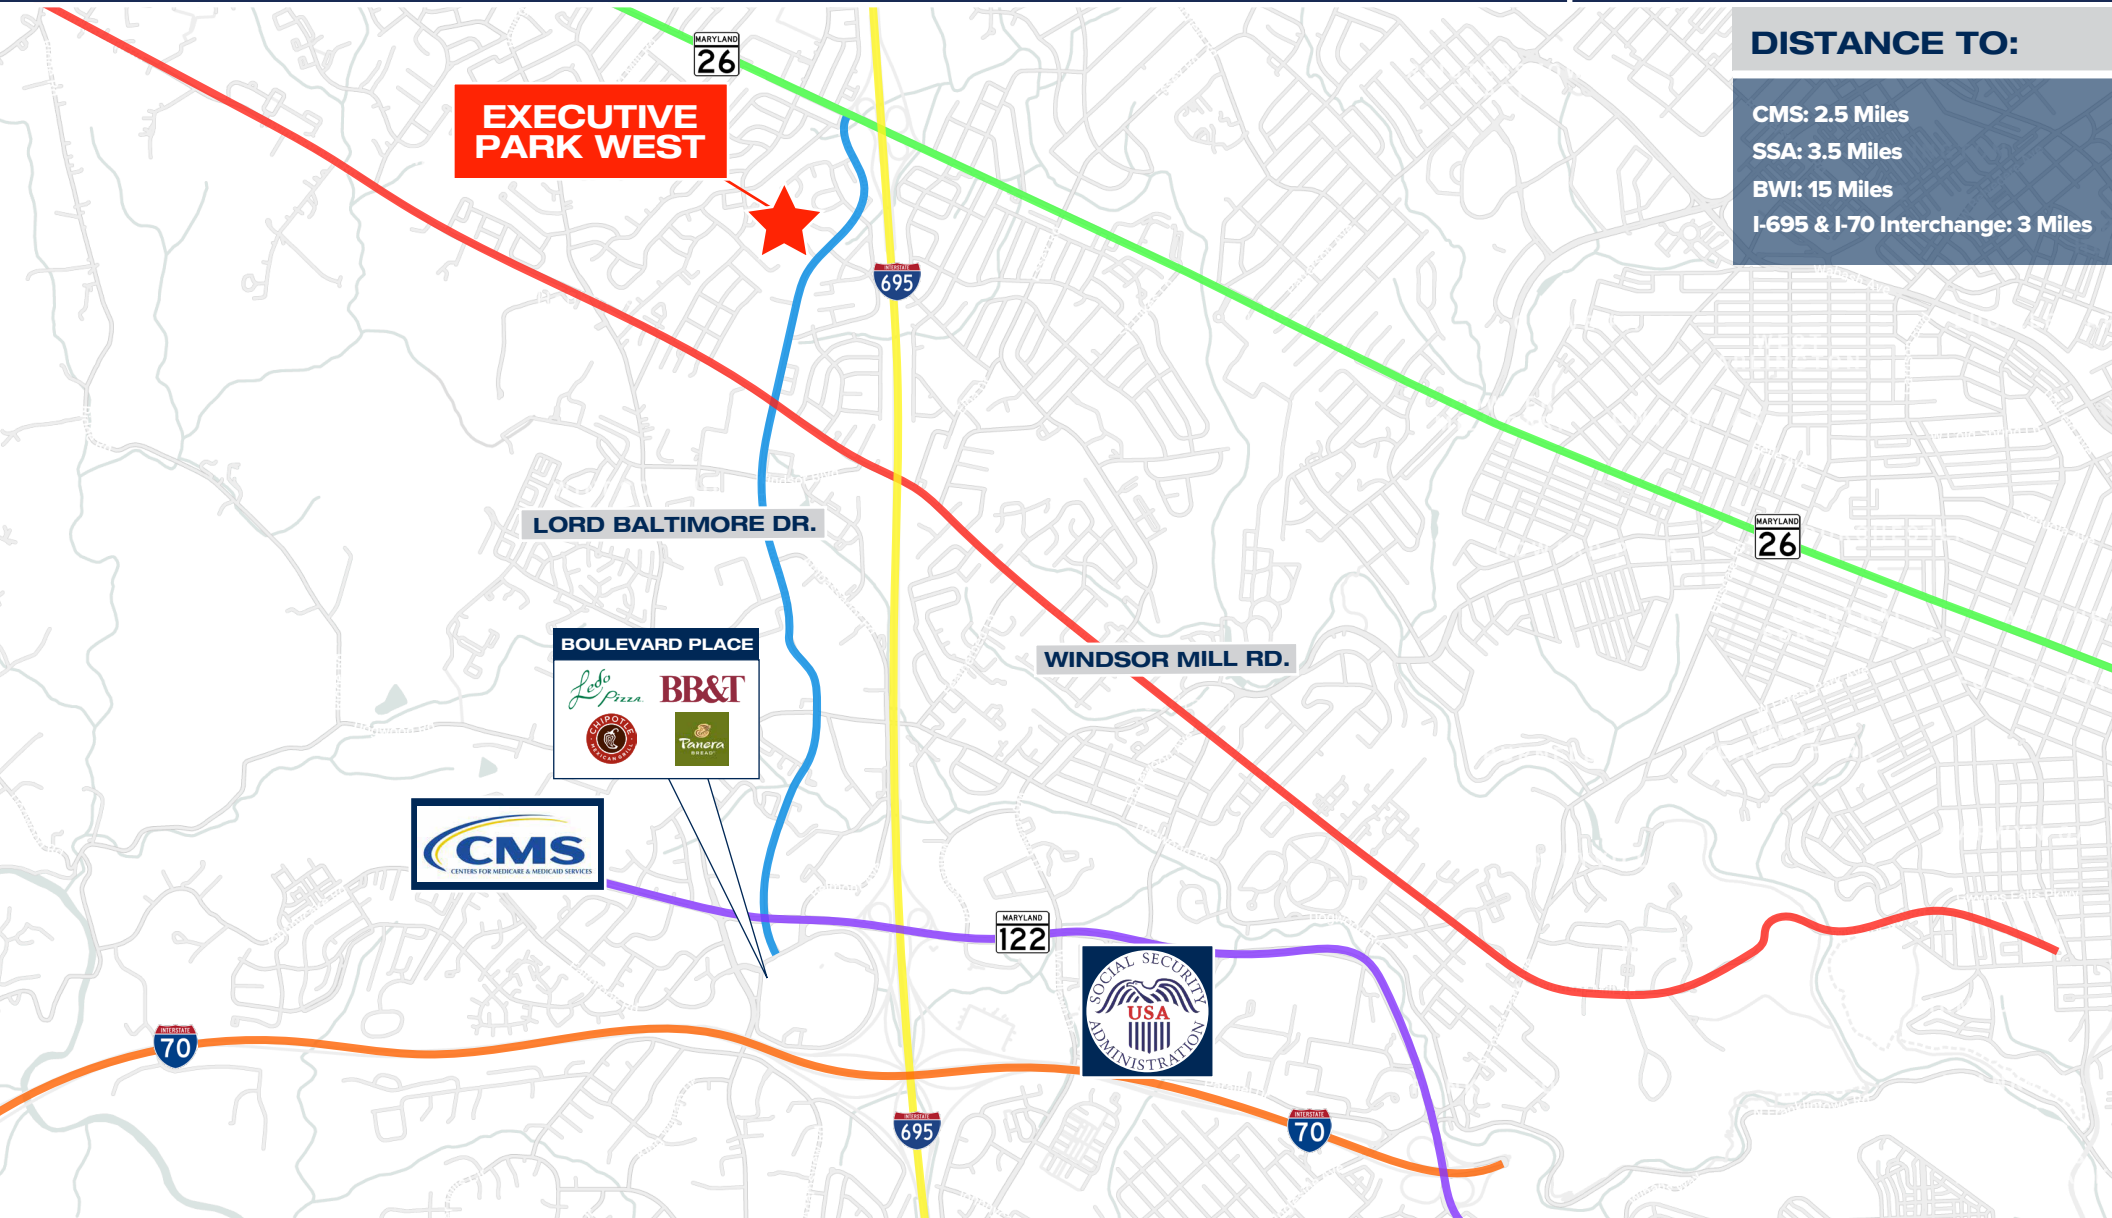 MARYLAND
26
EXECUTIVE
PARK WEST
DISTANCE TO:
CMS: 2.5 Miles
SSA: 3.5 Miles
BWI: 15 Miles
I-695 & I-70 Interchange: 3 Miles
INTERSTATE
695
LORD BALTIMORE DR.
MARYLAND
26
WINDSOR MILL RD.
BOULEVARD PLACE
Ledo
Pizza
BB&T
CHIPOTLE
MEXICAN GRILL
Panera
BREAD
CMS
CENTERS FOR MEDICARE & MEDICAID SERVICES
MARYLAND
122
SOCIAL SECURITY
USA
ADMINISTRATION
INTERSTATE
70
INTERSTATE
695
INTERSTATE
70